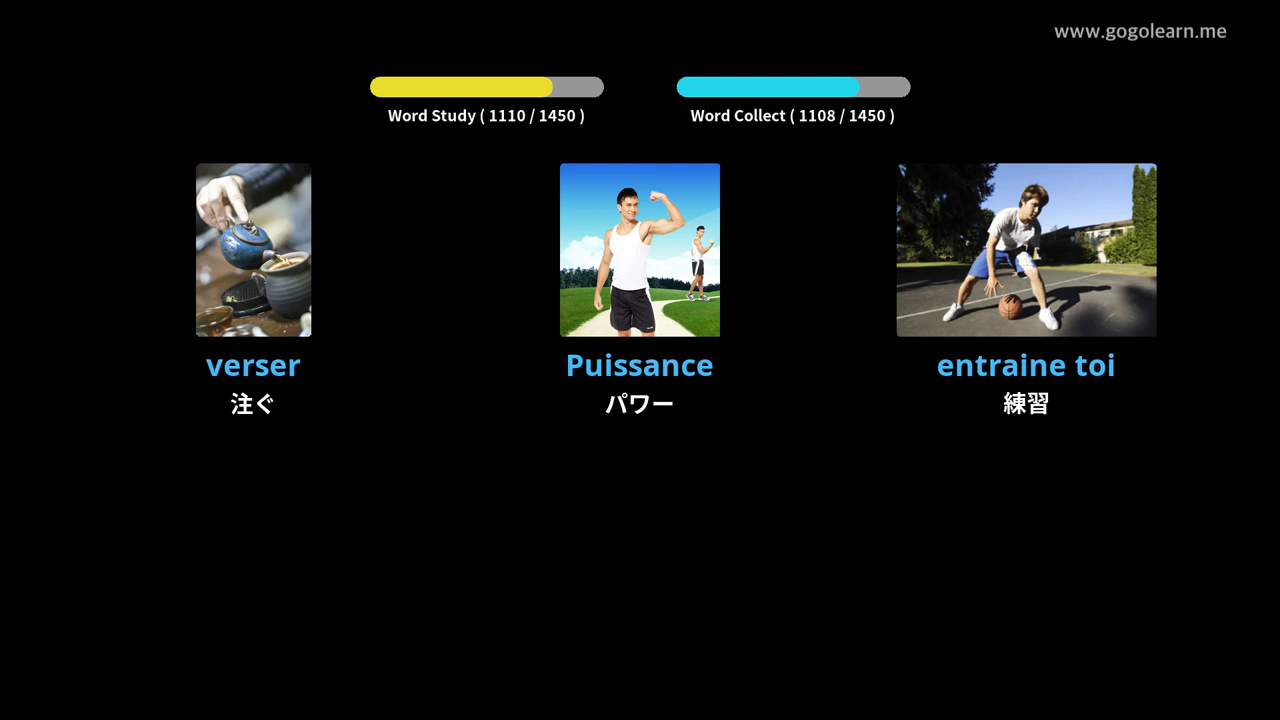 www.gogolearn.me
Word Study ( 1110 / 1450 )
Word Collect ( 1108 / 1450 )
verser
注ぐ
Puissance
パワー
entraine toi
練習